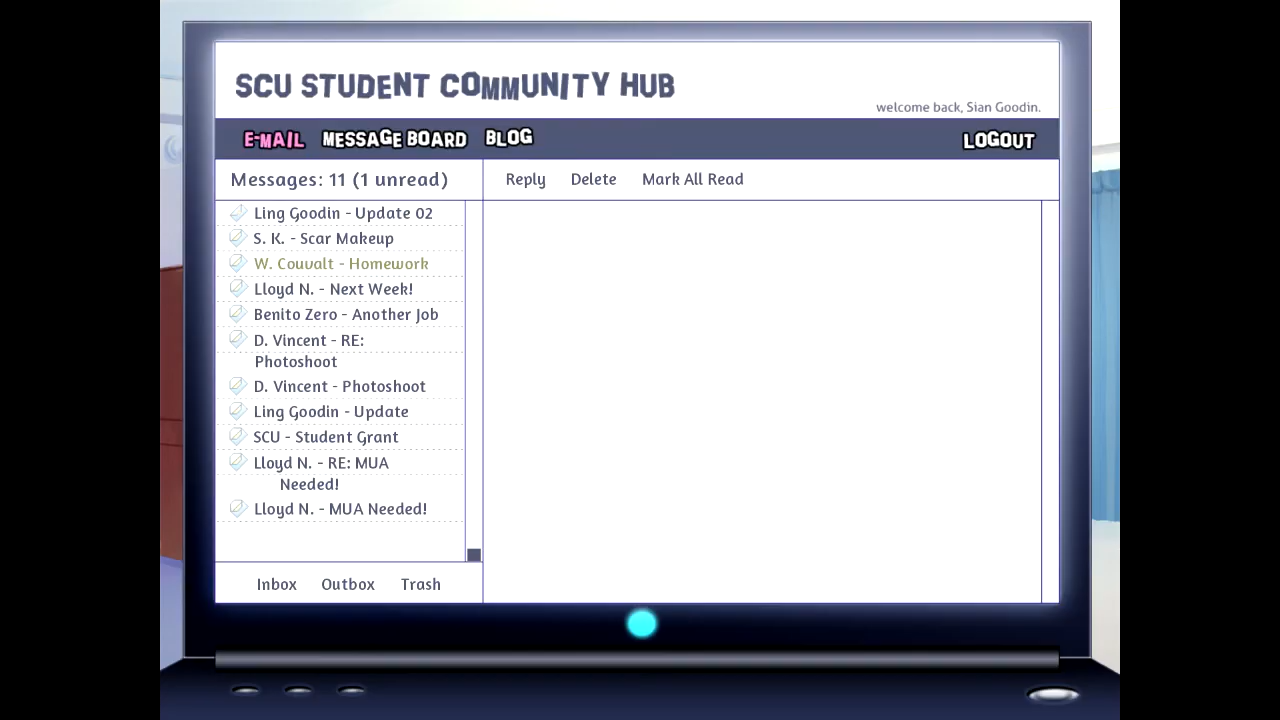 SCU STUDENT COMMUNITY HUB
welcome back, Sian Goodin.
E-MAIL MESSAGE BOARD BLOG LOGOUT
Messages: 11 (1 unread)
Reply Delete Mark All Read
Ling Goodin - Update 02
S. K. - Scar Makeup
W. Couvalt - Homework
Lloyd N. - Next Week!
Benito Zero - Another Job
D. Vincent - RE:
Photoshoot
D. Vincent - Photoshoot
Ling Goodin - Update
SCU - Student Grant
Lloyd N. - RE: MUA
Needed!
Lloyd N. - MUA Needed!
Inbox Outbox Trash